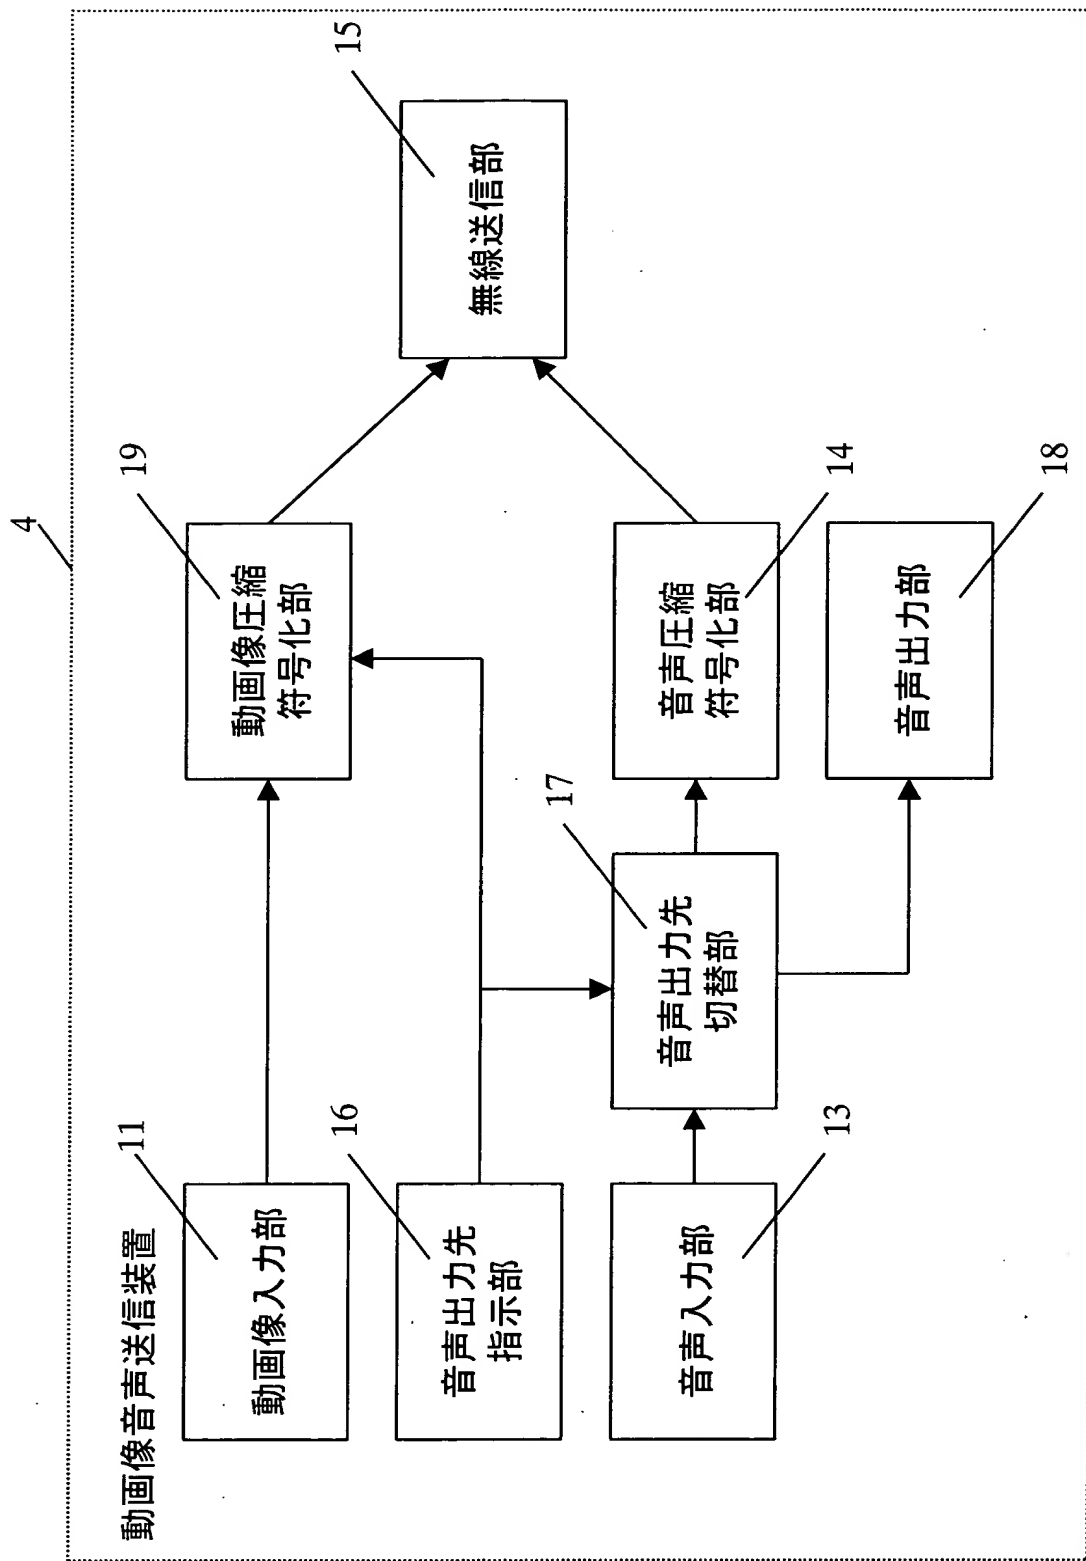 4
動画像音声送信装置
11
動画像入力部
19
動画像圧縮
符号化部
15
無線送信部
16
音声出力先
指示部
13
音声入力部
17
音声出力先
切替部
14
音声圧縮
符号化部
18
音声出力部